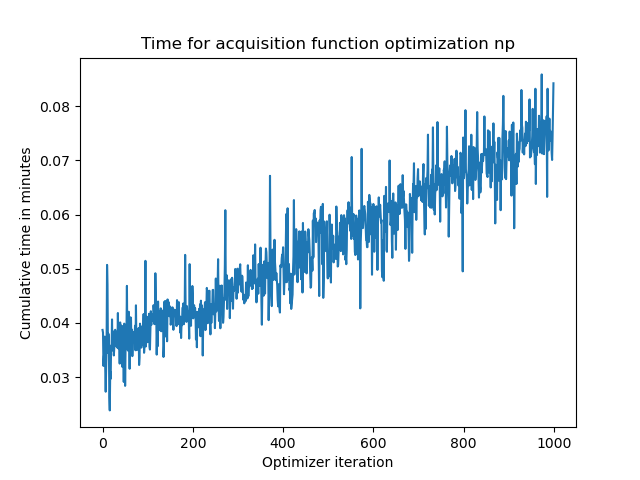 Time for acquisition function optimization np
Cumulative time in minutes
0.08
0.07
0.06
0.05
0.04
0.03
0 200 400 600 800 1000
Optimizer iteration